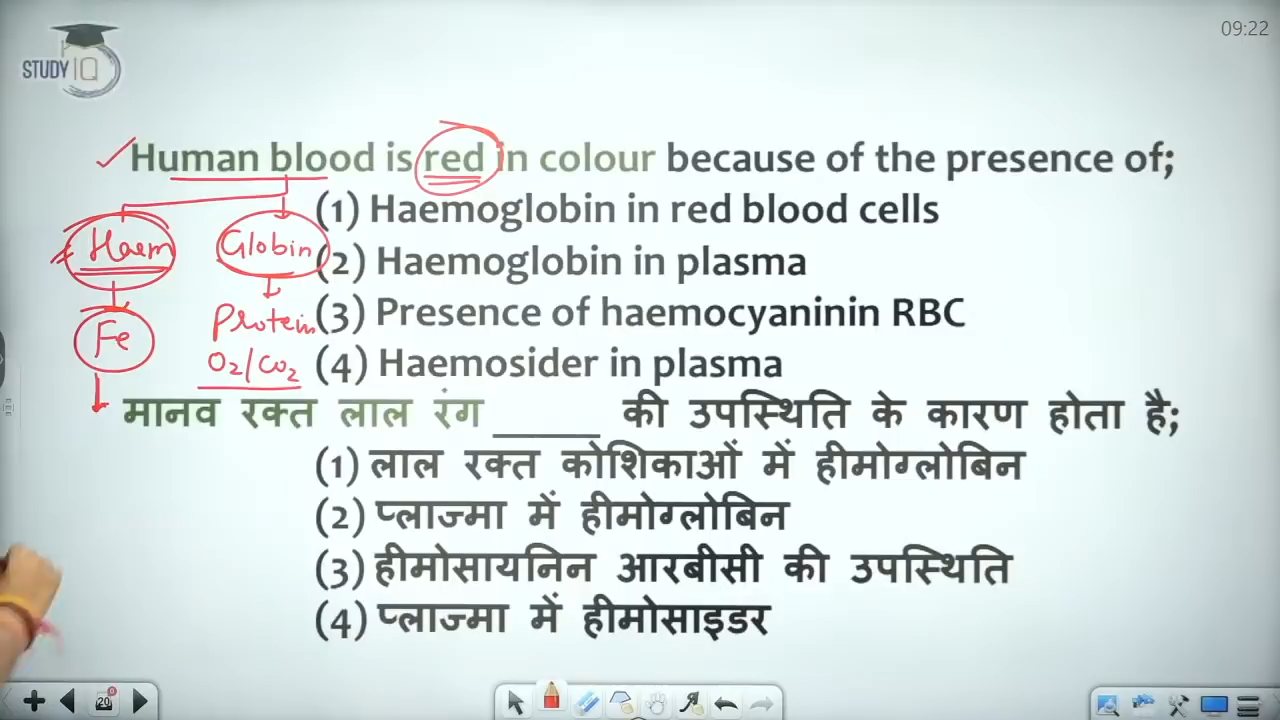 STUDY IQ
09:22
Human blood is red in colour because of the presence of;
(1) Haemoglobin in red blood cells
Haem Globin
(2) Haemoglobin in plasma
Fe Protein
(3) Presence of haemocyaninin RBC
O2/CO2
(4) Haemosider in plasma
मानव रक्त लाल रंग ______ की उपस्थिति के कारण होता है;
(1) लाल रक्त कोशिकाओं में हीमोग्लोबिन
(2) प्लाज्मा में हीमोग्लोबिन
(3) हीमोसायनिन आरबीसी की उपस्थिति
(4) प्लाज्मा में हीमोसाइडर
20